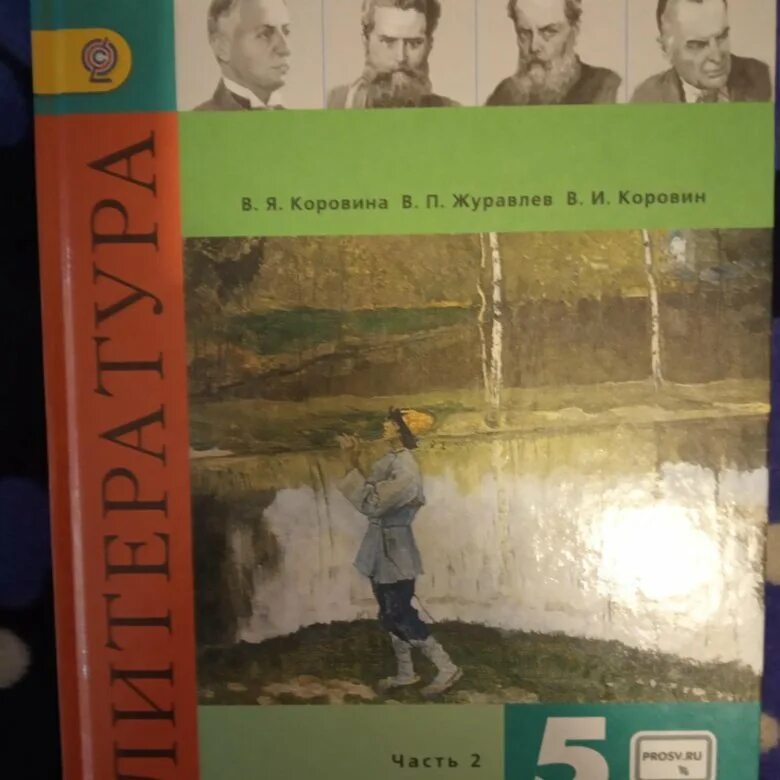 В. Я. Коровина В. П. Журавлев В. И. Коровин
ЛИТЕРАТУРА
Часть 2
5
PROSV.RU